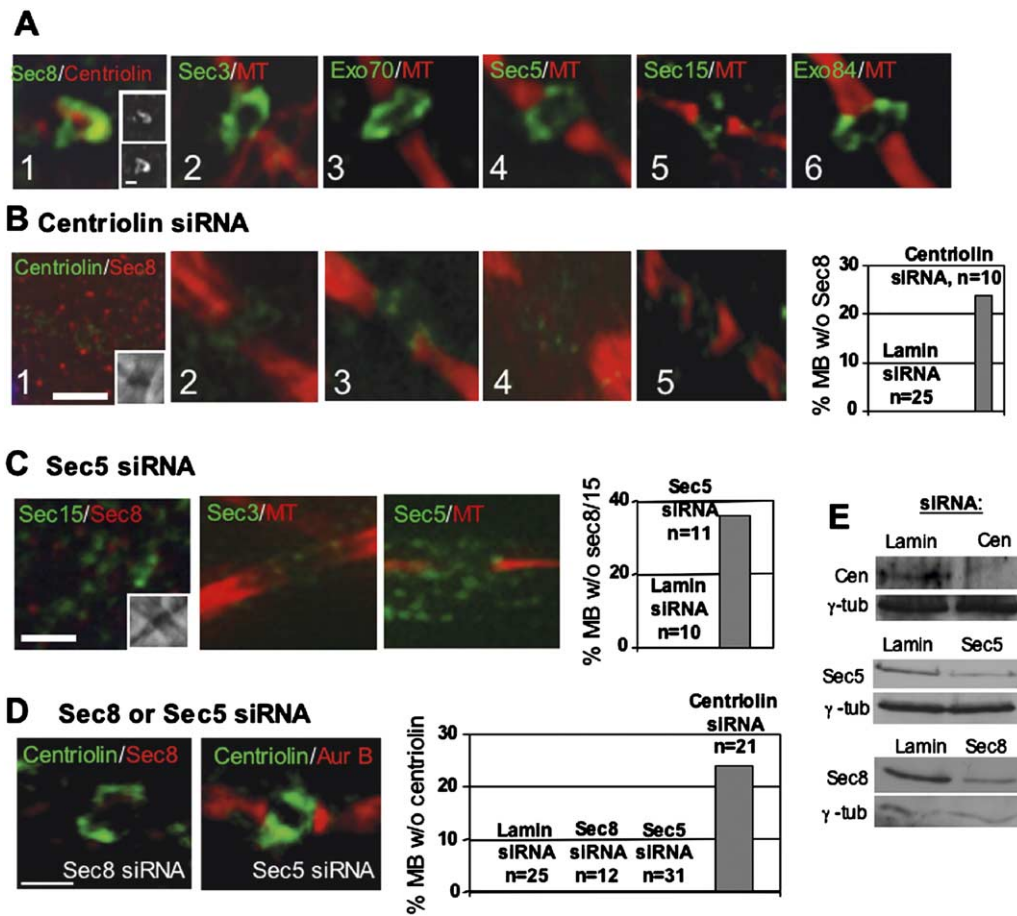 A
Sec8/Centriolin
Sec3/MT
Exo70/MT
Sec5/MT
Sec15/MT
Exo84/MT
1
2
3
4
5
6
B Centriolin siRNA
Centriolin/Sec8
1
2
3
4
5
% MB w/o Sec8
30
20
10
0
Centriolin
siRNA, n=10
Lamin
siRNA
n=25
C Sec5 siRNA
Sec15/Sec8
Sec3/MT
Sec5/MT
% MB w/o sec8/15
40
20
0
Sec5
siRNA
n=11
Lamin
siRNA
n=10
D Sec8 or Sec5 siRNA
Centriolin/Sec8
Sec8 siRNA
Centriolin/Aur B
Sec5 siRNA
% MB w/o centriolin
30
20
10
0
Lamin
siRNA
n=25
Sec8
siRNA
n=12
Sec5
siRNA
n=31
Centriolin
siRNA
n=21
E
siRNA:
Lamin Cen
Cen
γ-tub
Lamin Sec5
Sec5
γ-tub
Lamin Sec8
Sec8
γ-tub